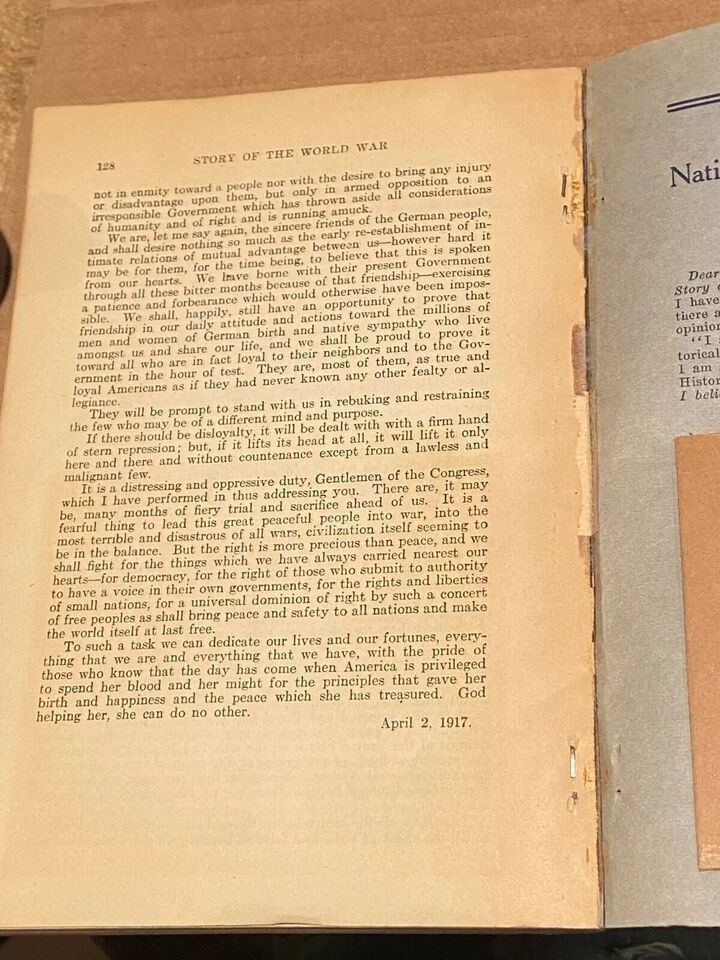 128
STORY OF THE WORLD WAR
not in enmity toward a people nor with the desire to bring any injury
or disadvantage upon them, but only in armed opposition to an
irresponsible Government which has thrown aside all considerations
of humanity and of right and is running amuck.
We are, let me say again, the sincere friends of the German people,
and shall desire nothing so much as the early re-establishment of in-
timate relations of mutual advantage between us—however hard it
may be for them, for the time being, to believe that this is spoken
from our hearts. We have borne with their present Government
through all these bitter months because of that friendship—exercising
a patience and forbearance which would otherwise have been impos-
sible. We shall, happily, still have an opportunity to prove that
friendship in our daily attitude and actions toward the millions of
men and women of German birth and native sympathy who live
amongst us and share our life, and we shall be proud to prove it
toward all who are in fact loyal to their neighbors and to the Gov-
ernment in the hour of test. They are, most of them, as true and
loyal Americans as if they had never known any other fealty or al-
legiance.
They will be prompt to stand with us in rebuking and restraining
the few who may be of a different mind and purpose.
If there should be disloyalty, it will be dealt with with a firm hand
of stern repression; but, if it lifts its head at all, it will lift it only
here and there and without countenance except from a lawless and
malignant few.
It is a distressing and oppressive duty, Gentlemen of the Congress,
which I have performed in thus addressing you. There are, it may
be, many months of fiery trial and sacrifice ahead of us. It is a
fearful thing to lead this great peaceful people into war, into the
most terrible and disastrous of all wars, civilization itself seeming to
be in the balance. But the right is more precious than peace, and we
shall fight for the things which we have always carried nearest our
hearts—for democracy, for the right of those who submit to authority
to have a voice in their own governments, for the rights and liberties
of small nations, for a universal dominion of right by such a concert
of free peoples as shall bring peace and safety to all nations and make
the world itself at last free.
To such a task we can dedicate our lives and our fortunes, every-
thing that we are and everything that we have, with the pride of
those who know that the day has come when America is privileged
to spend her blood and her might for the principles that gave her
birth and happiness and the peace which she has treasured. God
helping her, she can do no other.
April 2, 1917.
Nati
Dear
Story
I have
there a
opinion
"I
torical
I am
Histor
I beli